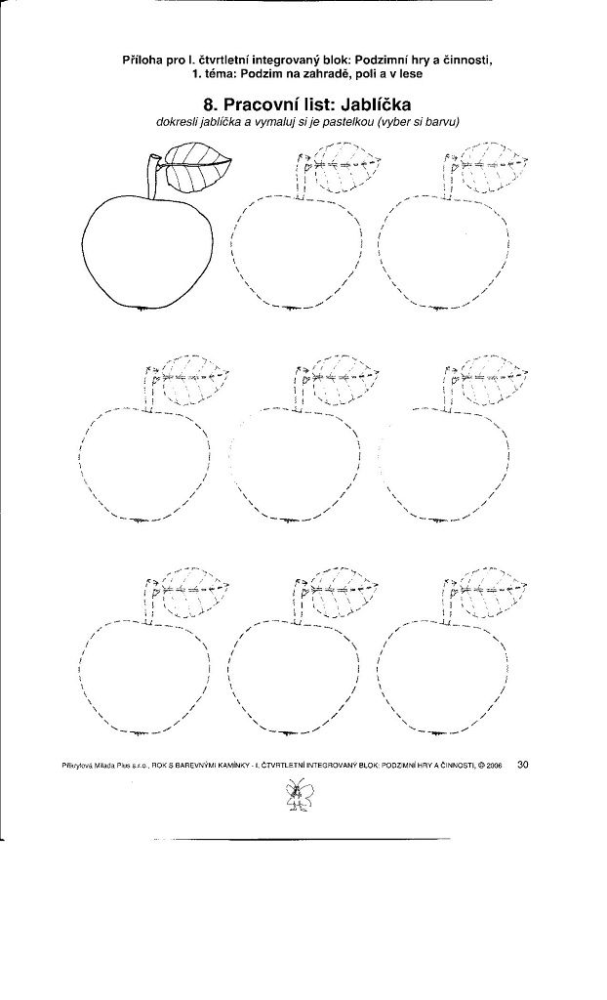 Příloha pro I. čtvrtletní integrovaný blok: Podzimní hry a činnosti,
1. téma: Podzim na zahradě, poli a v lese
8. Pracovní list: Jablíčka
dokresli jablíčka a vymaluj si je pastelkou (vyber si barvu)
Přikrylová Milada Plus s.r.o., ROK S BAREVNÝMI KAMÍNKY - I. ČTVRTLETNÍ INTEGROVANÝ BLOK: PODZIMNÍ HRY A ČINNOSTI, © 2006 30